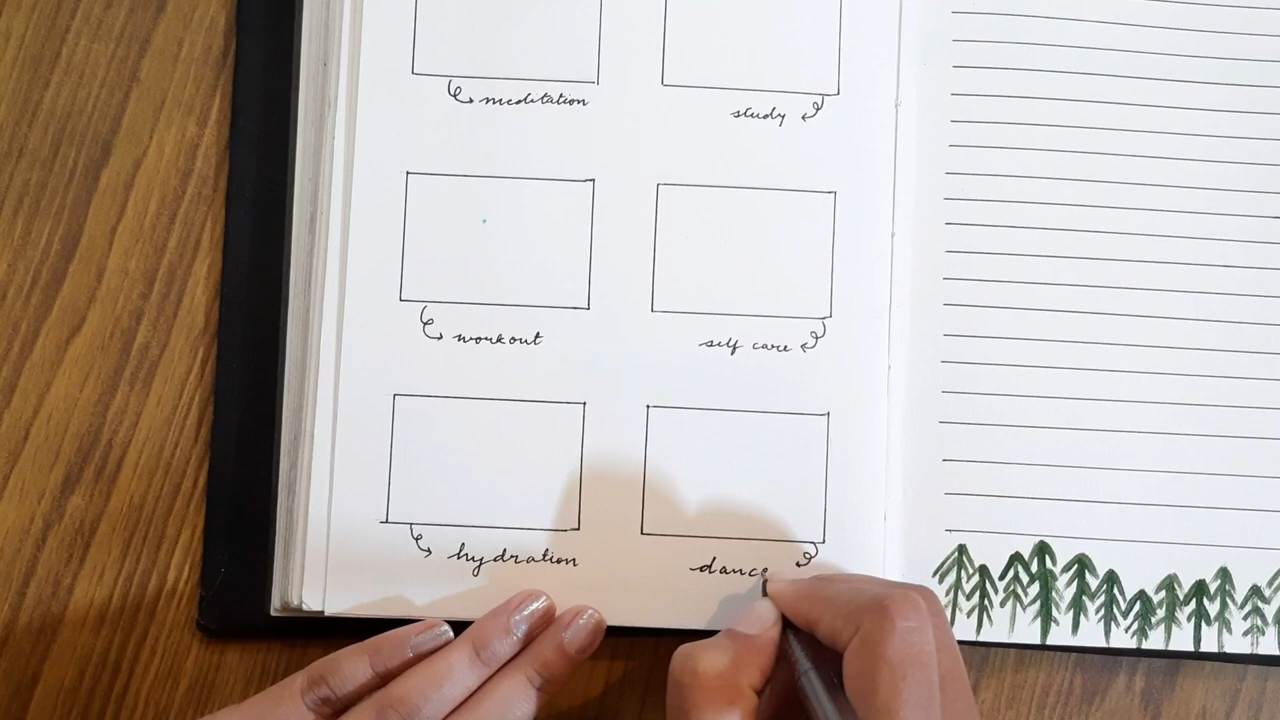 meditation
study
workout
self care
hydration
dance